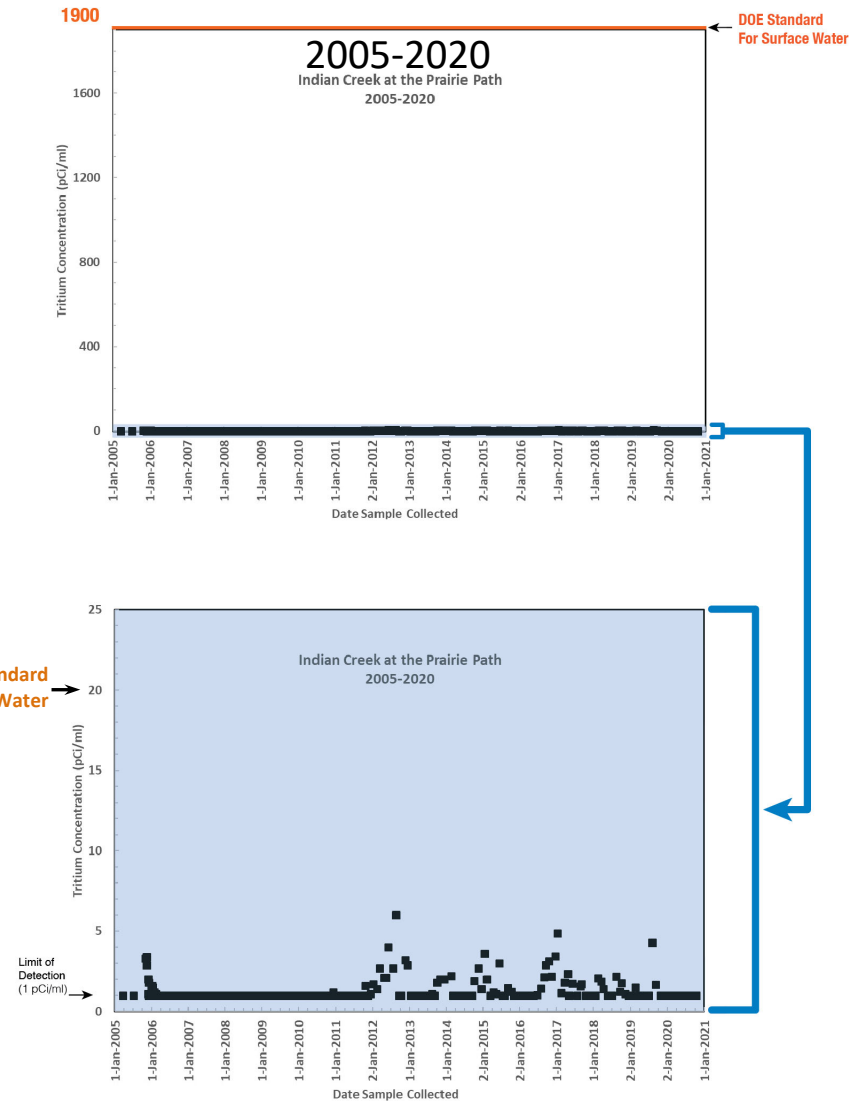 1900
DOE Standard
For Surface Water
2005-2020
Indian Creek at the Prairie Path
2005-2020
1600
1200
800
400
0
Tritium Concentration (pCi/ml)
1-Jan-2005
1-Jan-2006
1-Jan-2007
1-Jan-2008
1-Jan-2009
1-Jan-2010
1-Jan-2011
2-Jan-2012
1-Jan-2013
1-Jan-2014
2-Jan-2015
2-Jan-2016
1-Jan-2017
1-Jan-2018
2-Jan-2019
2-Jan-2020
1-Jan-2021
Date Sample Collected
25
Indian Creek at the Prairie Path
2005-2020
ndard
Water
20
15
10
5
0
Tritium Concentration (pCi/ml)
Limit of
Detection
(1 pCi/ml)
1-Jan-2005
1-Jan-2006
1-Jan-2007
1-Jan-2008
1-Jan-2009
1-Jan-2010
1-Jan-2011
2-Jan-2012
1-Jan-2013
1-Jan-2014
2-Jan-2015
2-Jan-2016
1-Jan-2017
1-Jan-2018
2-Jan-2019
2-Jan-2020
1-Jan-2021
Date Sample Collected